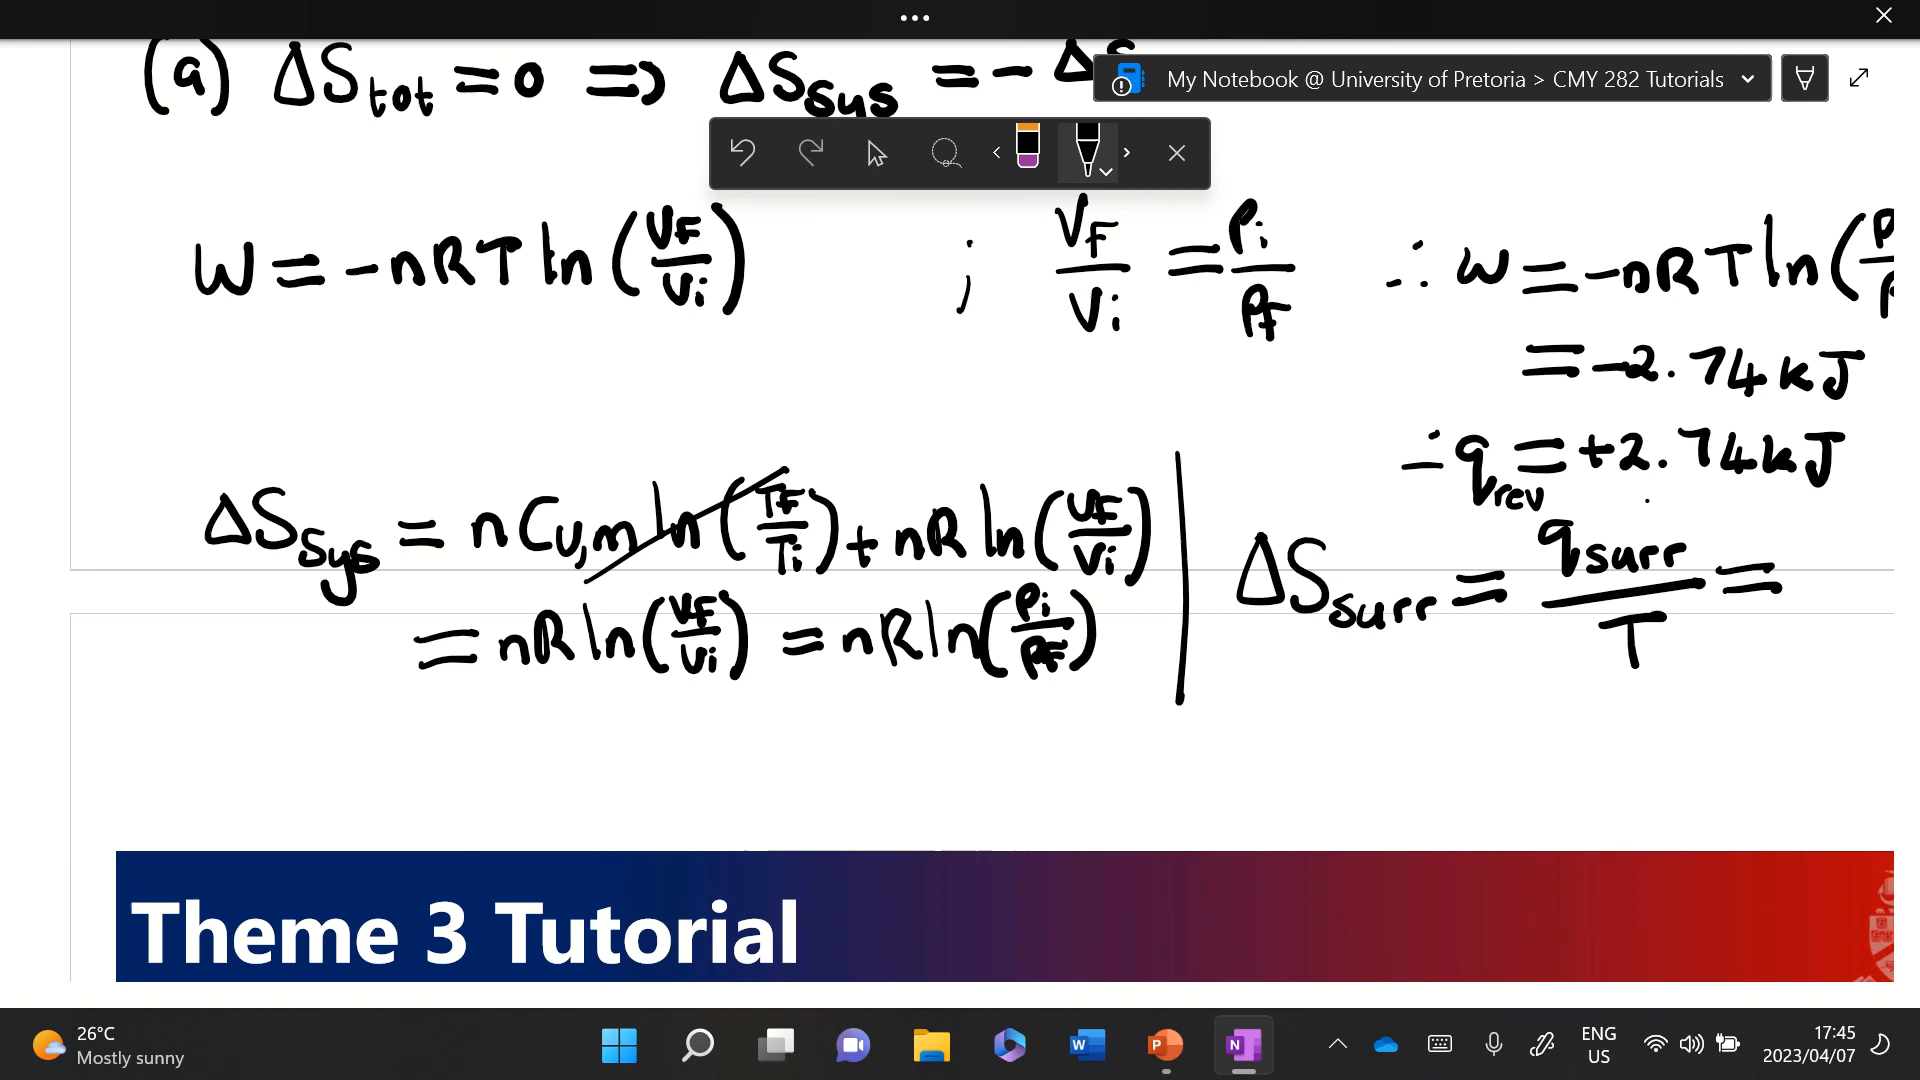 (a) ΔStot = 0 => ΔSsys = - ΔS
My Notebook @ University of Pretoria > CMY 282 Tutorials
W = -nRT ln(VF/Vi) ; VF/Vi = Pi/PF ∴ W = -nRT ln(P
= -2.74 kJ
∴ qrev = +2.74 kJ
ΔSsys = nCv,m ln(TF/Ti) + nR ln(VF/Vi)
= nR ln(VF/Vi) = nR ln(Pi/PF)
ΔSsurr = qsurr/T =
Theme 3 Tutorial
26°C
Mostly sunny
W
P
N
ENG
US
17:45
2023/04/07